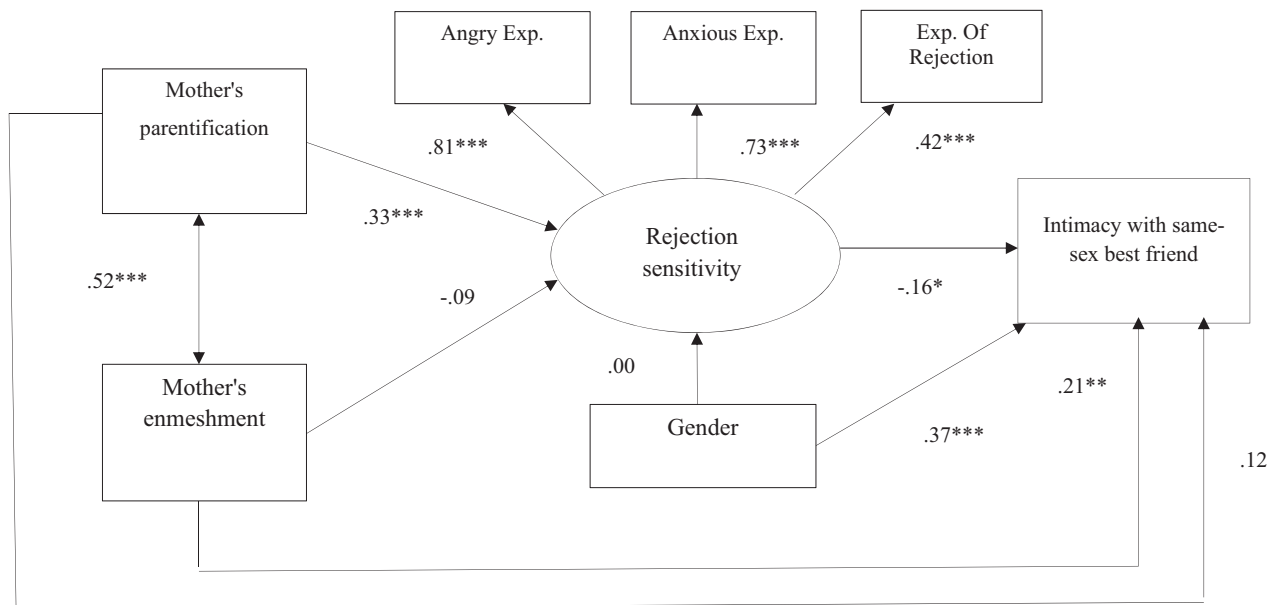 Angry Exp.
Anxious Exp.
Exp. Of
Rejection
Mother's
parentification
.81***
.73***
.42***
.33***
Rejection
sensitivity
Intimacy with same-
sex best friend
.52***
-.09
-.16*
.00
Mother's
enmeshment
Gender
.21**
.37***
.12